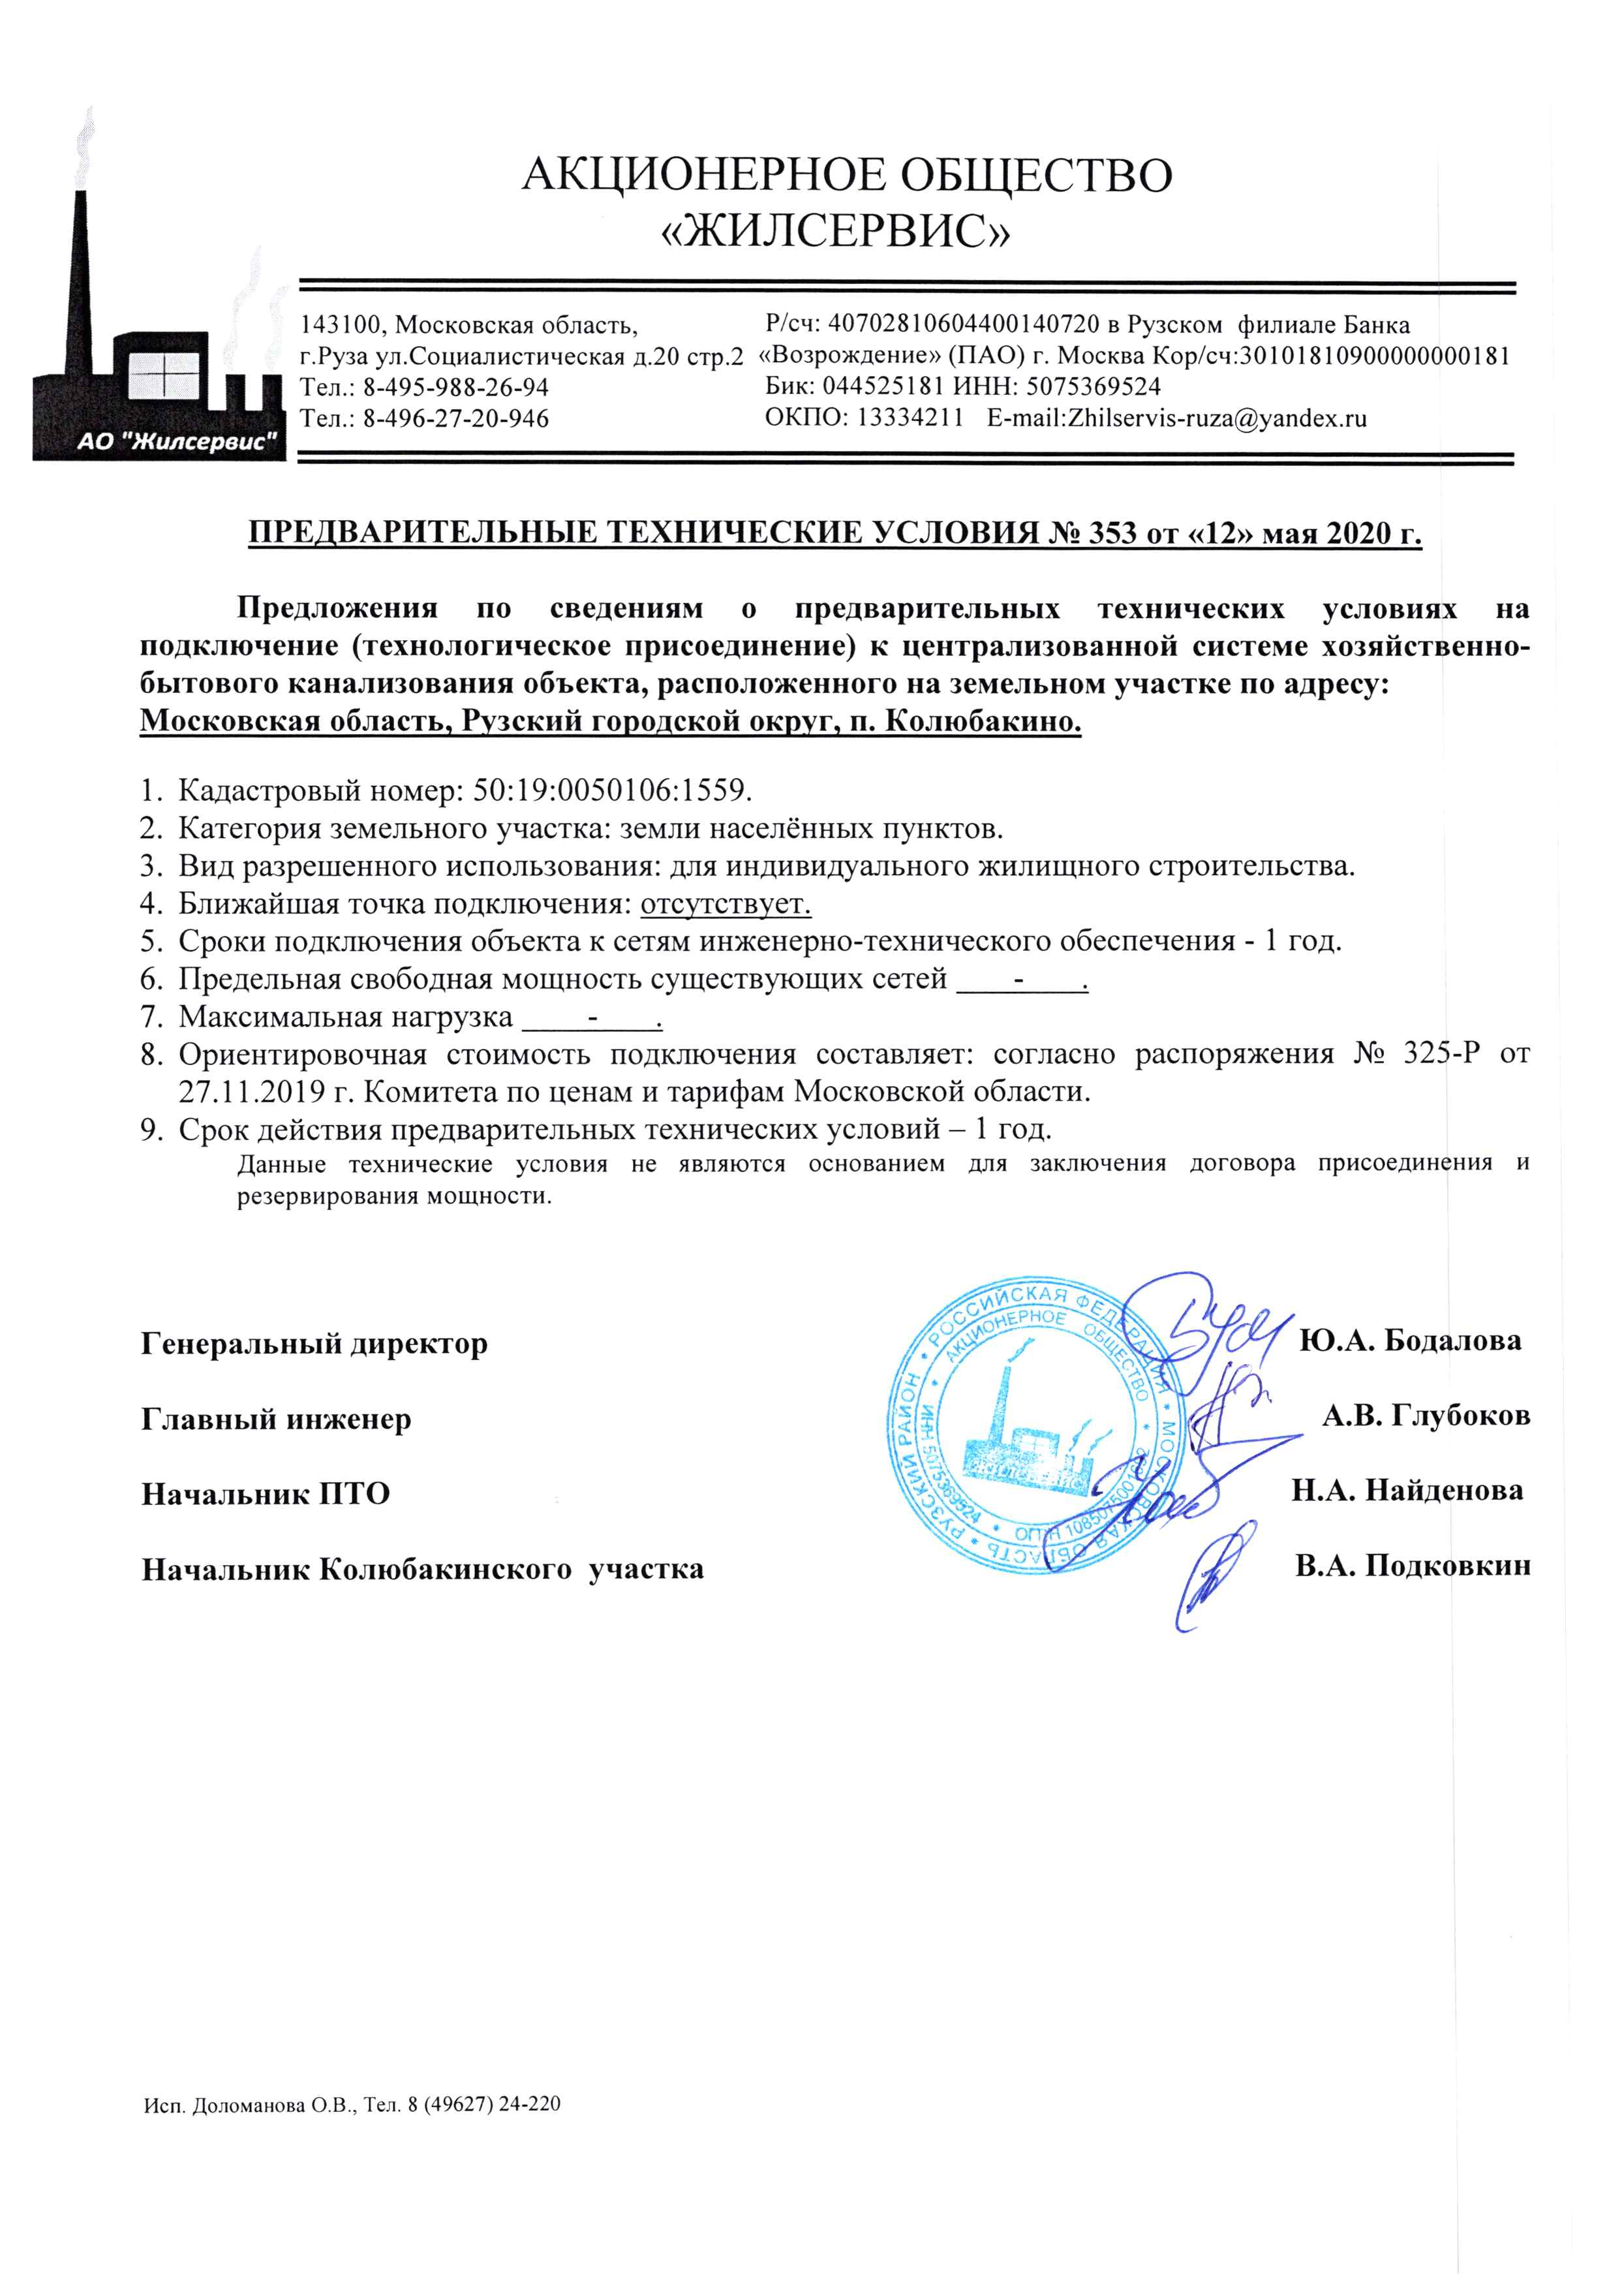 АКЦИОНЕРНОЕ ОБЩЕСТВО
«ЖИЛСЕРВИС»
АО "Жилсервис"
143100, Московская область,
г.Руза ул.Социалистическая д.20 стр.2
Тел.: 8-495-988-26-94
Тел.: 8-496-27-20-946
Р/сч: 40702810604400140720 в Рузском филиале Банка
«Возрождение» (ПАО) г. Москва Кор/сч:30101810900000000181
Бик: 044525181 ИНН: 5075369524
ОКПО: 13334211 E-mail:Zhilservis-ruza@yandex.ru
ПРЕДВАРИТЕЛЬНЫЕ ТЕХНИЧЕСКИЕ УСЛОВИЯ № 353 от «12» мая 2020 г.
Предложения по сведениям о предварительных технических условиях на
подключение (технологическое присоединение) к централизованной системе хозяйственно-
бытового канализования объекта, расположенного на земельном участке по адресу:
Московская область, Рузский городской округ, п. Колюбакино.
1. Кадастровый номер: 50:19:0050106:1559.
2. Категория земельного участка: земли населённых пунктов.
3. Вид разрешенного использования: для индивидуального жилищного строительства.
4. Ближайшая точка подключения: отсутствует.
5. Сроки подключения объекта к сетям инженерно-технического обеспечения - 1 год.
6. Предельная свободная мощность существующих сетей ____-____.
7. Максимальная нагрузка ____-____.
8. Ориентировочная стоимость подключения составляет: согласно распоряжения № 325-Р от
27.11.2019 г. Комитета по ценам и тарифам Московской области.
9. Срок действия предварительных технических условий – 1 год.
Данные технические условия не являются основанием для заключения договора присоединения и
резервирования мощности.
Генеральный директор Ю.А. Бодалова
Главный инженер А.В. Глубоков
Начальник ПТО Н.А. Найденова
Начальник Колюбакинского участка В.А. Подковкин
РУЗСКИЙ РАЙОН * РОССИЙСКАЯ ФЕДЕРАЦИЯ * МОСКОВСКАЯ ОБЛАСТЬ *
ИНН 5075369524 * АКЦИОНЕРНОЕ ОБЩЕСТВО *
Исп. Доломанова О.В., Тел. 8 (49627) 24-220